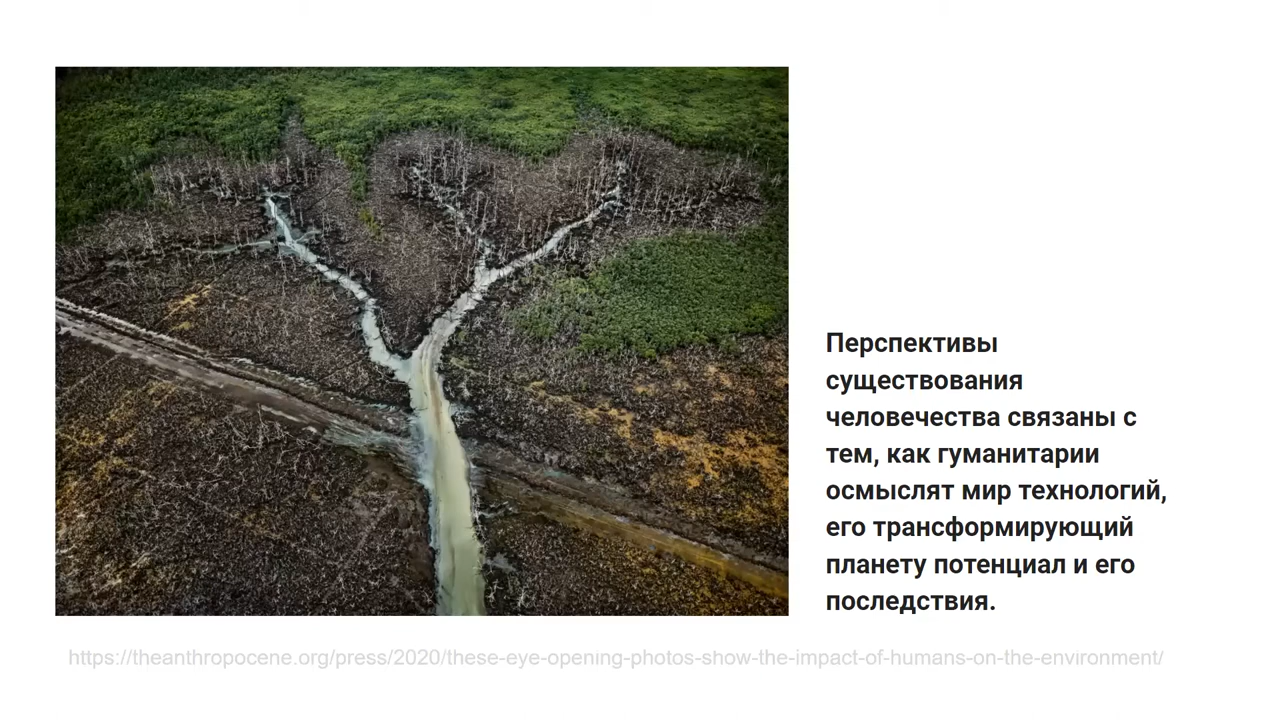 Перспективы
существования
человечества связаны с
тем, как гуманитарии
осмыслят мир технологий,
его трансформирующий
планету потенциал и его
последствия.
https://theanthropocene.org/press/2020/these-eye-opening-photos-show-the-impact-of-humans-on-the-environment/